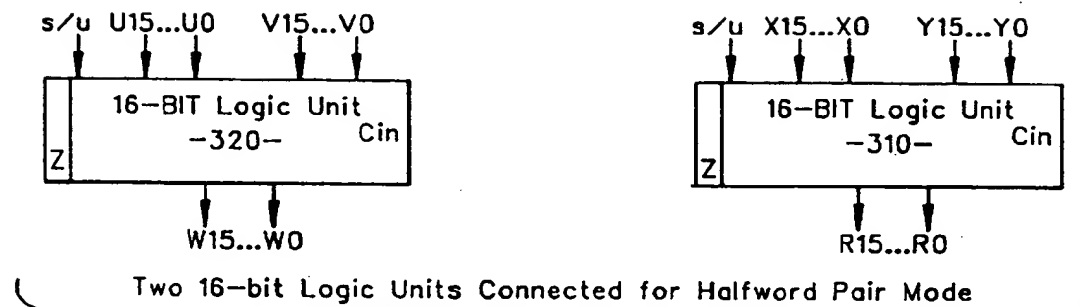 s/u U15...U0 V15...V0
16-BIT Logic Unit
-320-
Cin
Z
W15...W0
s/u X15...X0 Y15...Y0
16-BIT Logic Unit
-310-
Cin
Z
R15...R0
Two 16-bit Logic Units Connected for Halfword Pair Mode